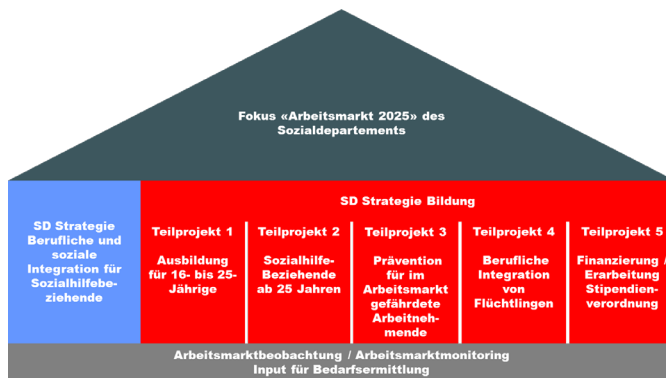 Fokus «Arbeitsmarkt 2025» des
Sozialdepartements
SD Strategie
Berufliche und
soziale
Integration für
Sozialhilfebe-
ziehende
SD Strategie Bildung
Teilprojekt 1
Ausbildung
für 16- bis 25-
Jährige
Teilprojekt 2
Sozialhilfe-
Beziehende
ab 25 Jahren
Teilprojekt 3
Prävention
für im
Arbeitsmarkt
gefährdete
Arbeitneh-
mende
Teilprojekt 4
Berufliche
Integration
von
Flüchtlingen
Teilprojekt 5
Finanzierung /
Erarbeitung
Stipendien-
verordnung
Arbeitsmarktbeobachtung / Arbeitsmarktmonitoring
Input für Bedarfsermittlung